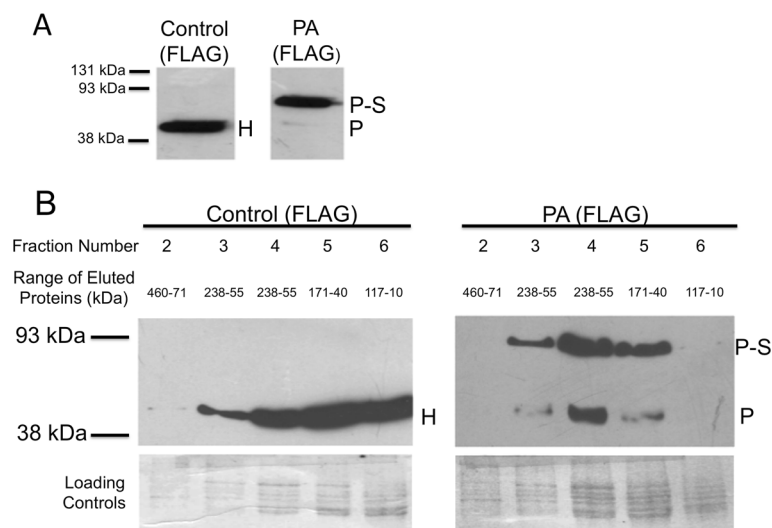 A
Control
(FLAG)
PA
(FLAG)
131 kDa
93 kDa
38 kDa
H
P-S
P
B
Control (FLAG)
PA (FLAG)
Fraction Number
2 3 4 5 6
2 3 4 5 6
Range of Eluted
Proteins (kDa)
460-71 238-55 238-55 171-40 117-10
460-71 238-55 238-55 171-40 117-10
93 kDa
38 kDa
H
P-S
P
Loading
Controls